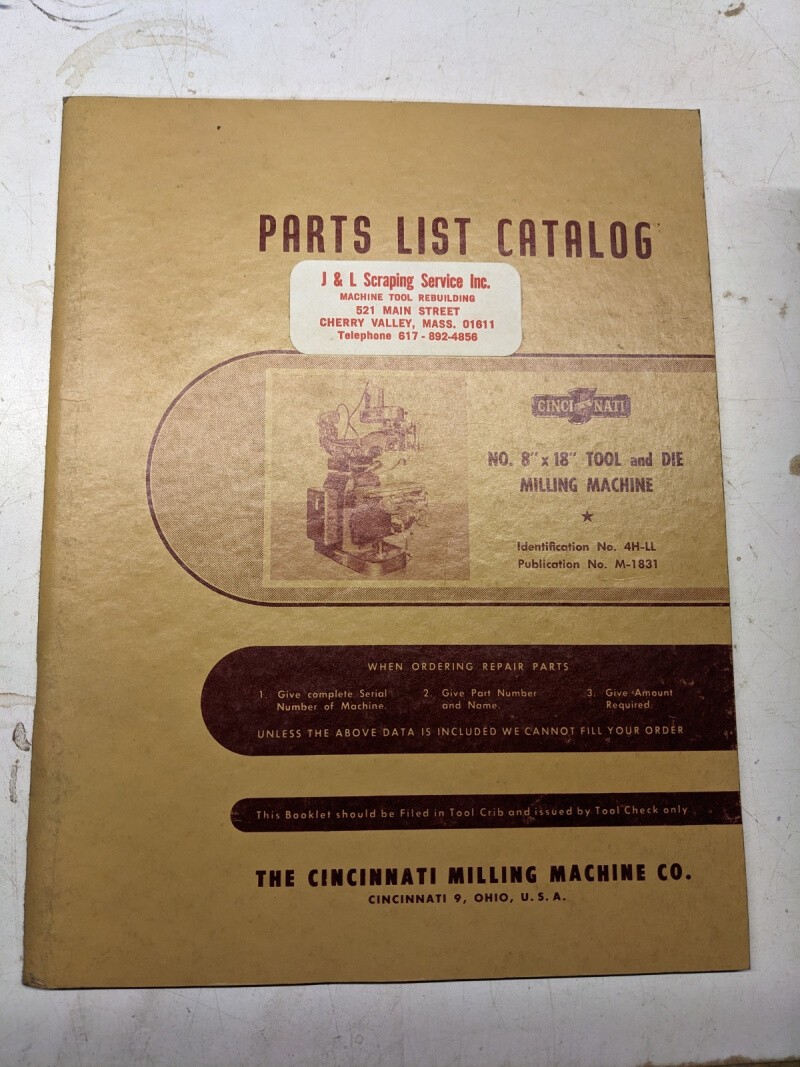 PARTS LIST CATALOG
J & L Scraping Service Inc.
MACHINE TOOL REBUILDING
521 MAIN STREET
CHERRY VALLEY, MASS. 01611
Telephone 617-892-4856
CINCINNATI
NO. 8" x 18" TOOL and DIE
MILLING MACHINE
★
Identification No. 4H-LL
Publication No. M-1831
WHEN ORDERING REPAIR PARTS
1. Give complete Serial Number of Machine.
2. Give Part Number and Name.
3. Give Amount Required.
UNLESS THE ABOVE DATA IS INCLUDED WE CANNOT FILL YOUR ORDER
This Booklet should be Filed in Tool Crib and issued by Tool Check only
THE CINCINNATI MILLING MACHINE CO.
CINCINNATI 9, OHIO, U.S.A.